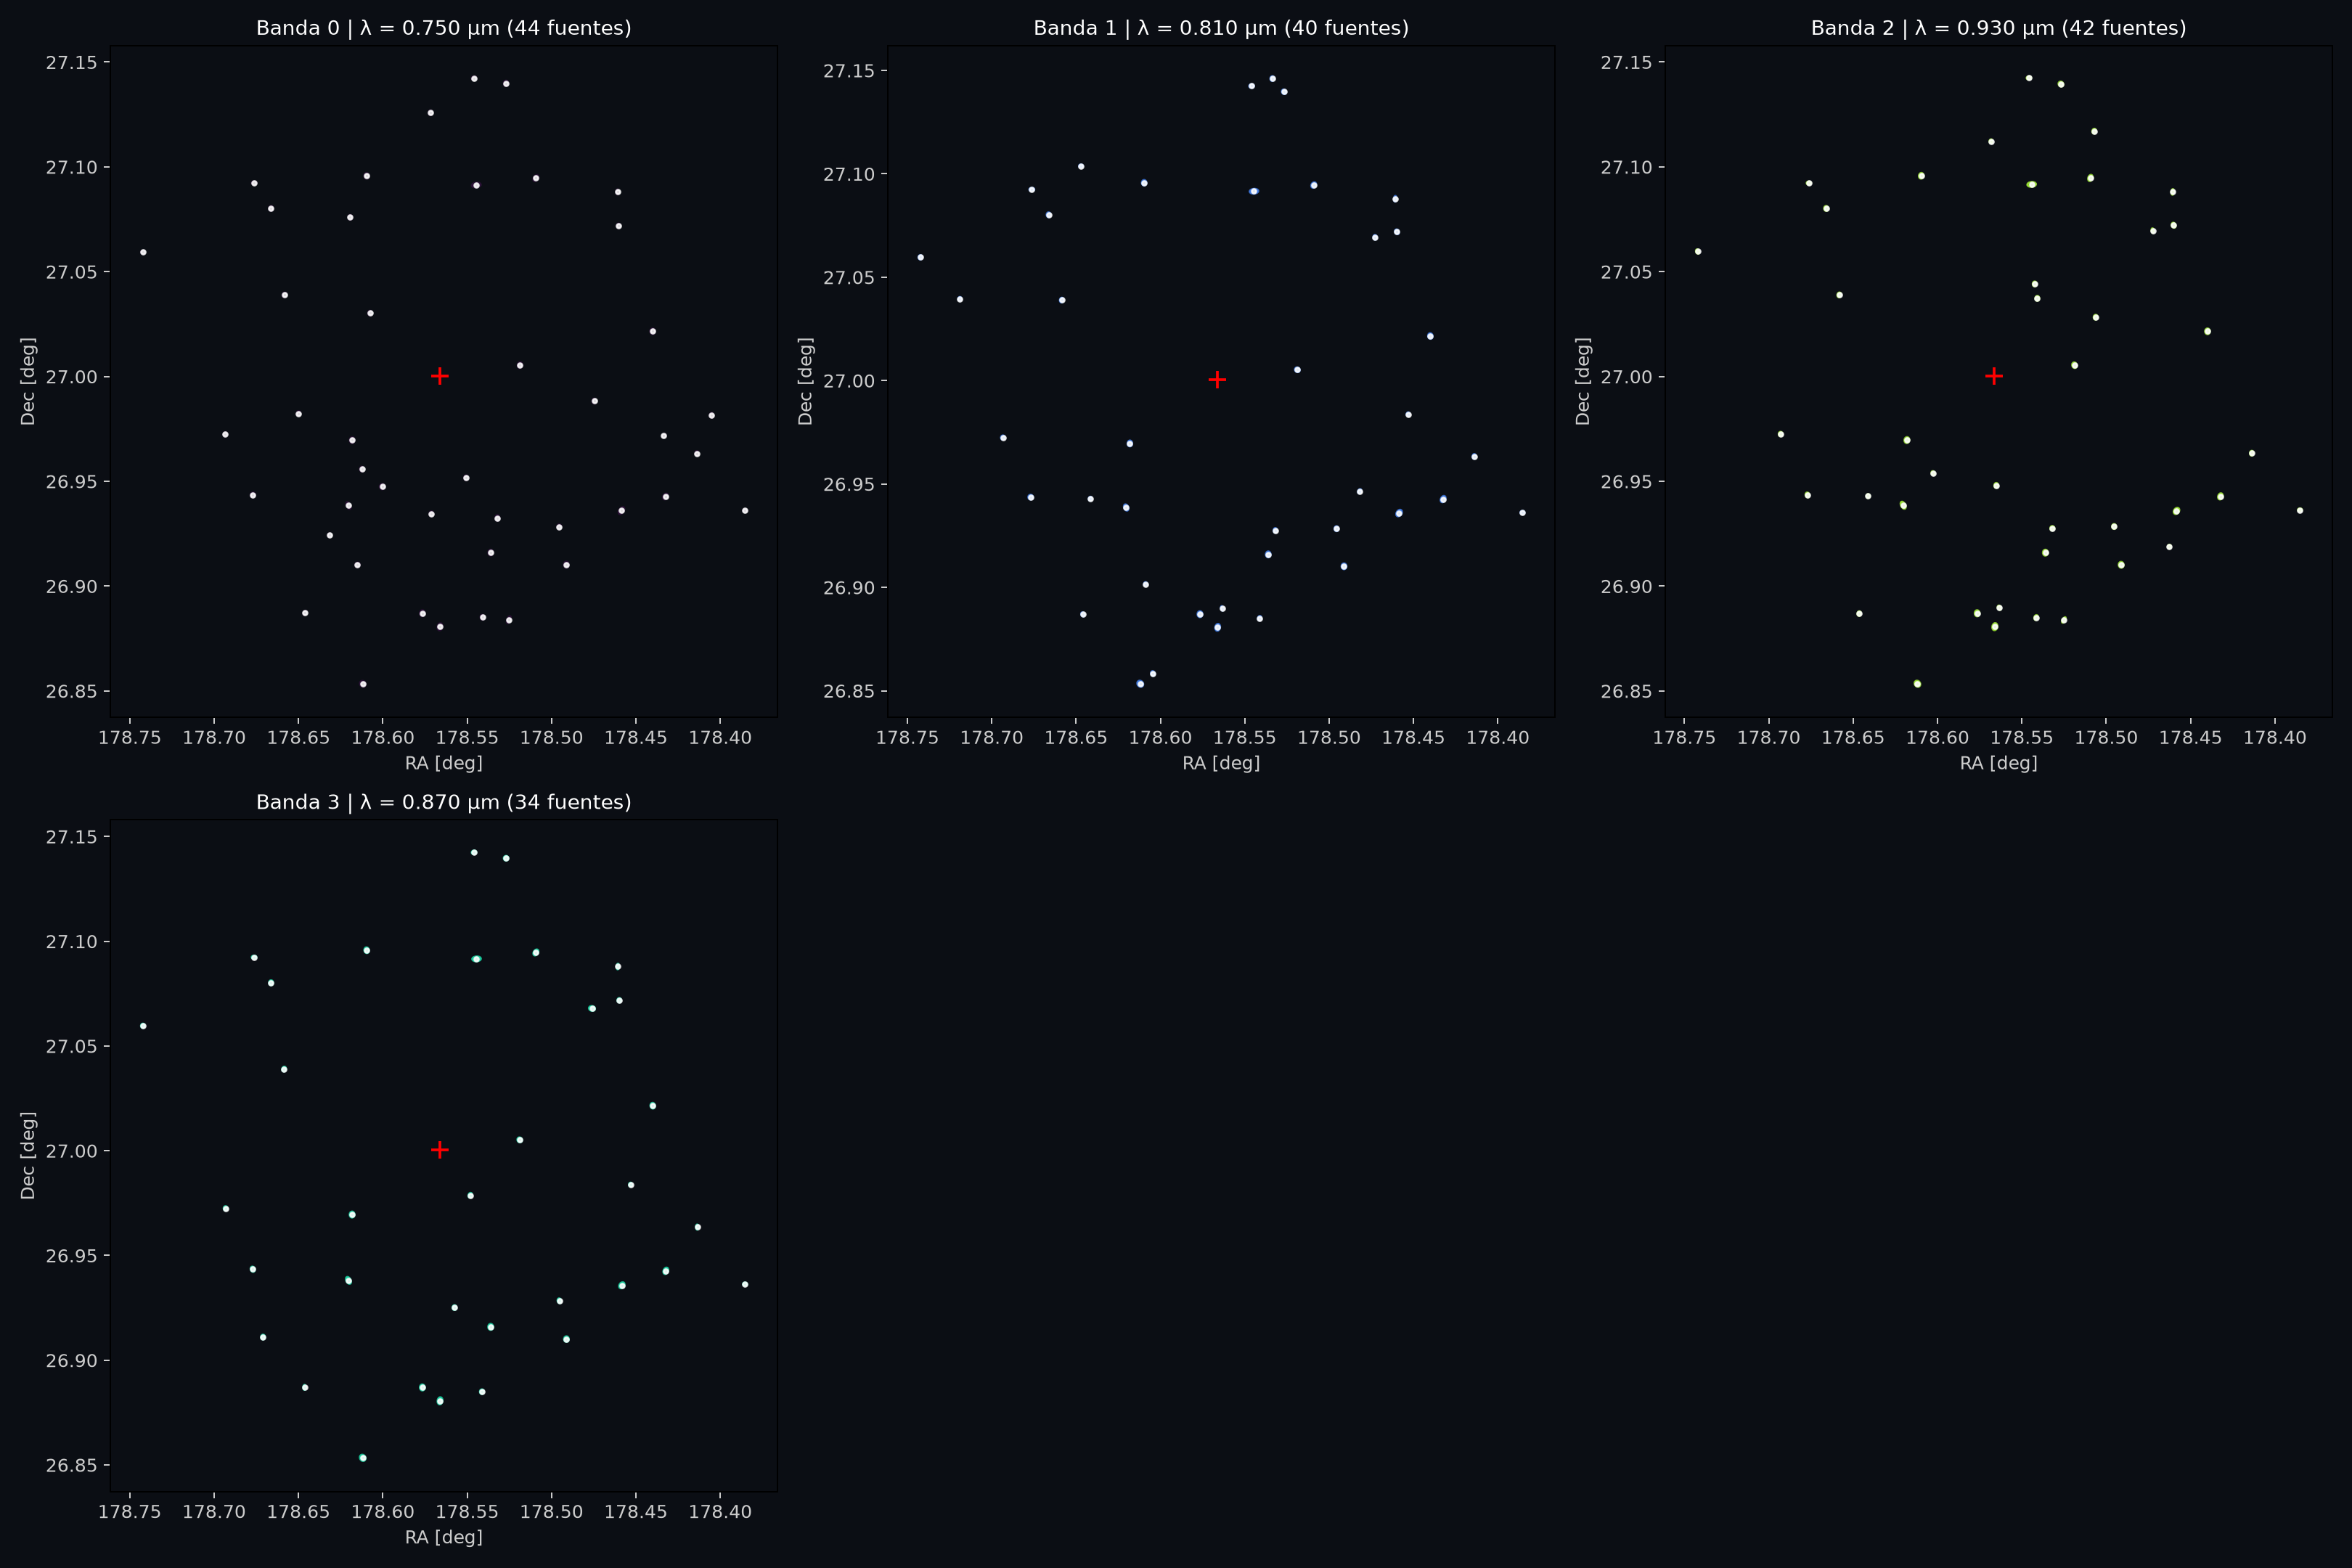 Banda 0 | λ = 0.750 μm (44 fuentes)
27.15
27.10
27.05
27.00
26.95
26.90
26.85
Dec [deg]
178.75 178.70 178.65 178.60 178.55 178.50 178.45 178.40
RA [deg]
Banda 1 | λ = 0.810 μm (40 fuentes)
27.15
27.10
27.05
27.00
26.95
26.90
26.85
Dec [deg]
178.75 178.70 178.65 178.60 178.55 178.50 178.45 178.40
RA [deg]
Banda 2 | λ = 0.930 μm (42 fuentes)
27.15
27.10
27.05
27.00
26.95
26.90
26.85
Dec [deg]
178.75 178.70 178.65 178.60 178.55 178.50 178.45 178.40
RA [deg]
Banda 3 | λ = 0.870 μm (34 fuentes)
27.15
27.10
27.05
27.00
26.95
26.90
26.85
Dec [deg]
178.75 178.70 178.65 178.60 178.55 178.50 178.45 178.40
RA [deg]